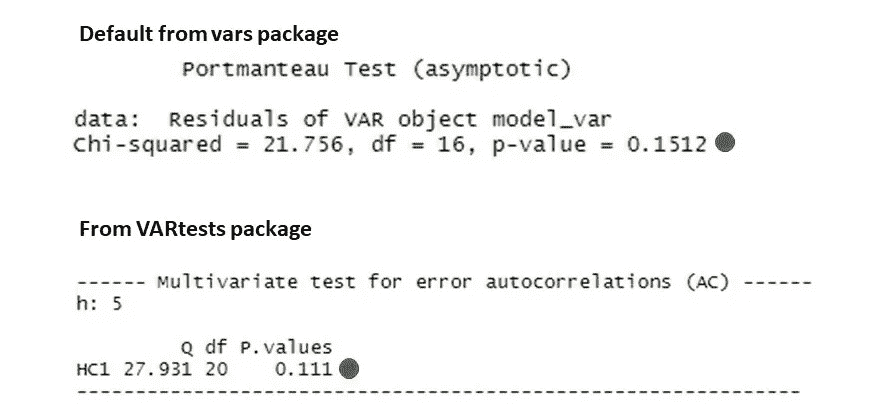 Default from vars package
Portmanteau Test (asymptotic)
data: Residuals of VAR object model_var
Chi-squared = 21.756, df = 16, p-value = 0.1512
From VARtests package
------ Multivariate test for error autocorrelations (AC) ------
h: 5
Q df P.values
HC1 27.931 20 0.111
---------------------------------------------------------------